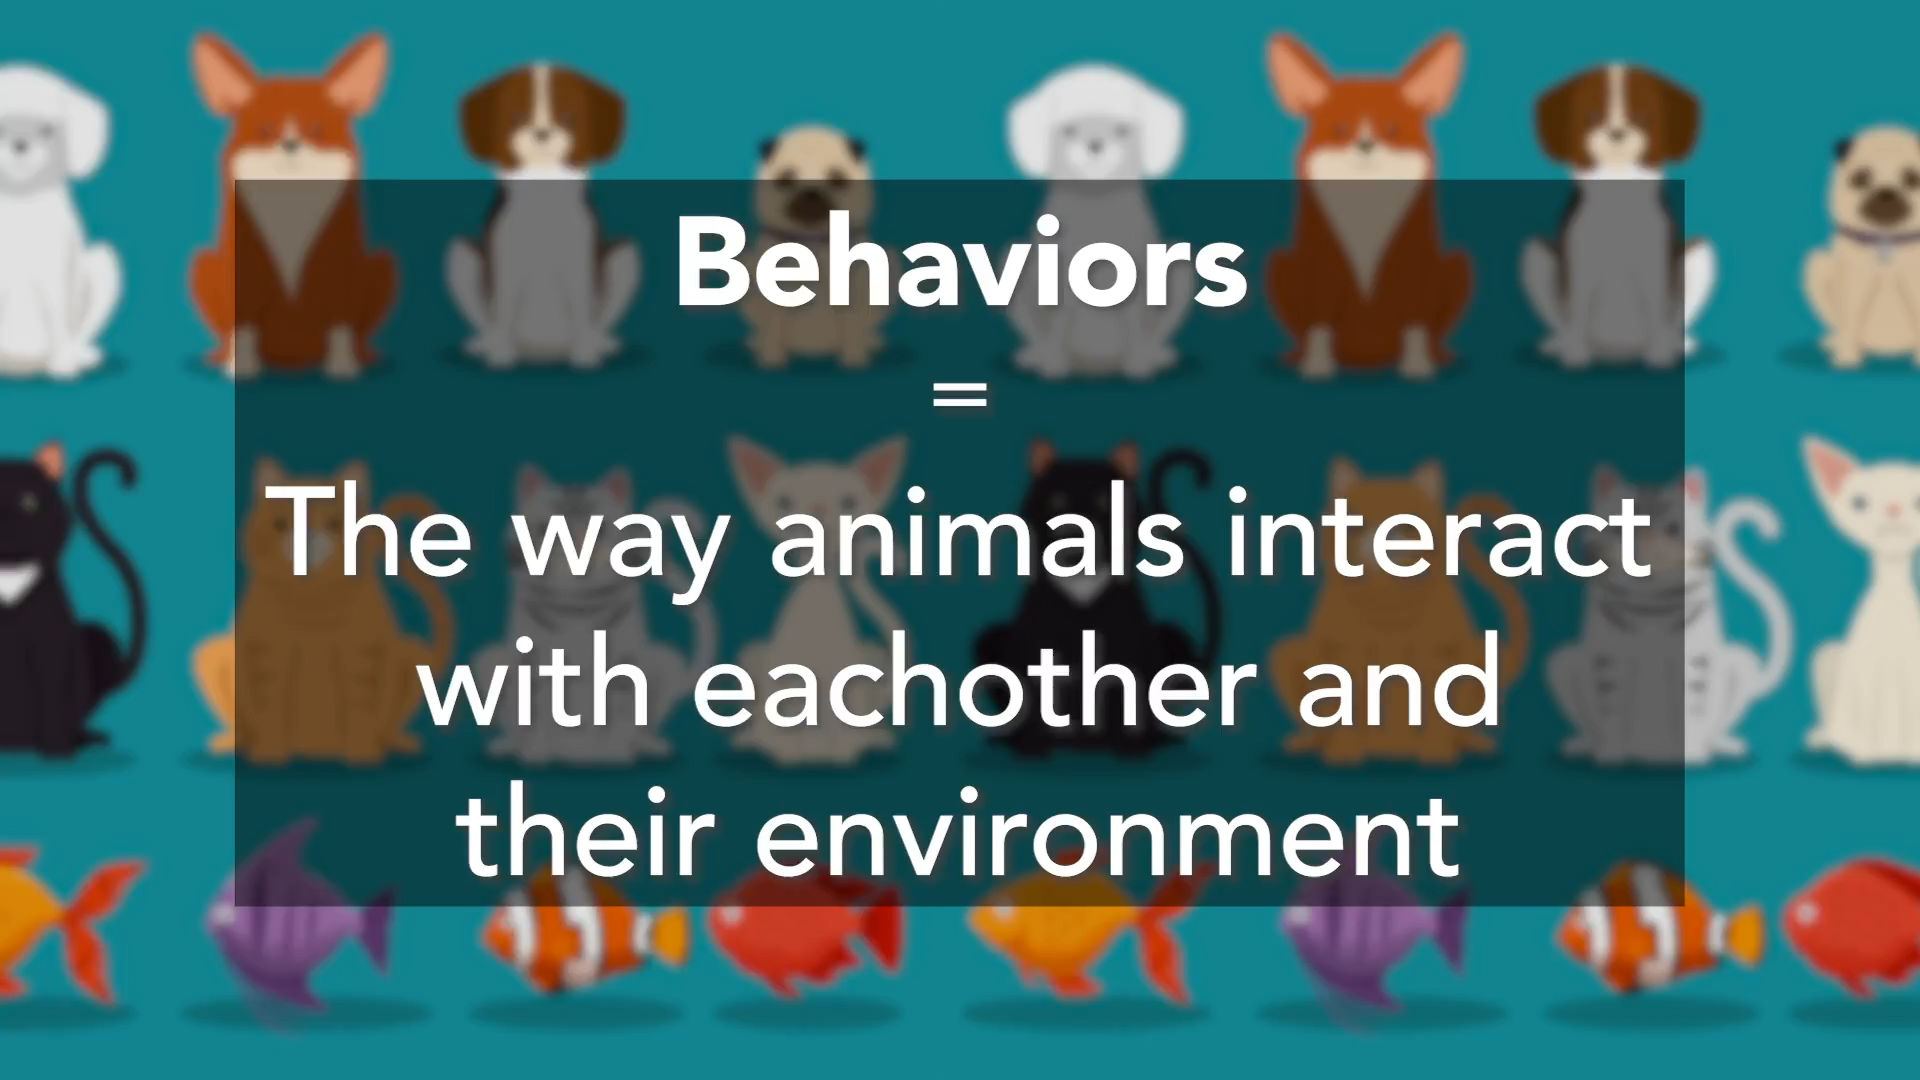 Behaviors
=
The way animals interact
with eachother and
their environment